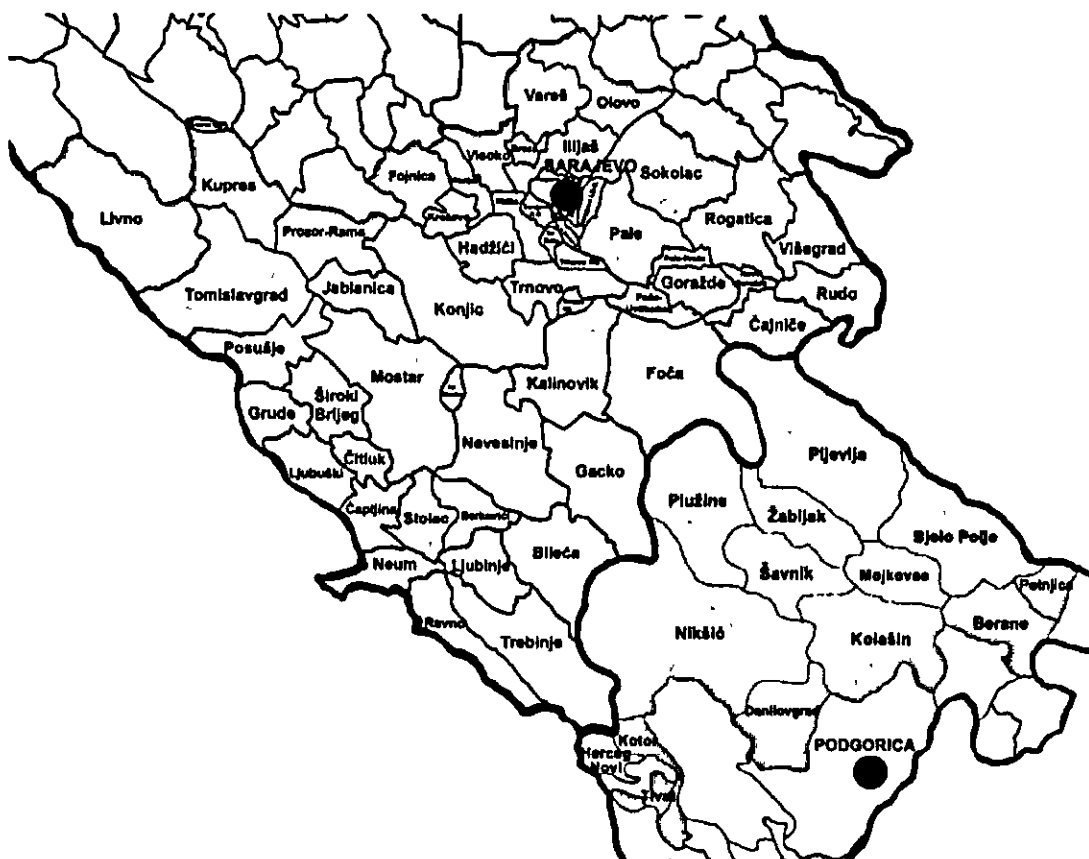 Vareš
Olovo
Ilijaš
Visoko
SARAJEVO
Fojnica
Sokolac
Kupres
Livno
Rogatica
Prozor-Rama
Hadžići
Pale
Višegrad
Tomislavgrad
Jablanica
Konjic
Trnovo
Goražde
Rudo
Čajniče
Posušje
Mostar
Kalinovik
Foča
Široki
Brijeg
Grude
Nevesinje
Čitluk
Ljubuški
Gacko
Pljevlja
Plužine
Čapljina
Stolac
Berkovići
Žabljak
Bijelo Polje
Neum
Ljubinje
Bileća
Šavnik
Mojkovac
Petnjica
Ravno
Trebinje
Nikšić
Kolašin
Berane
Danilovgrad
Kotor
Herceg
Novi
PODGORICA
Tivat